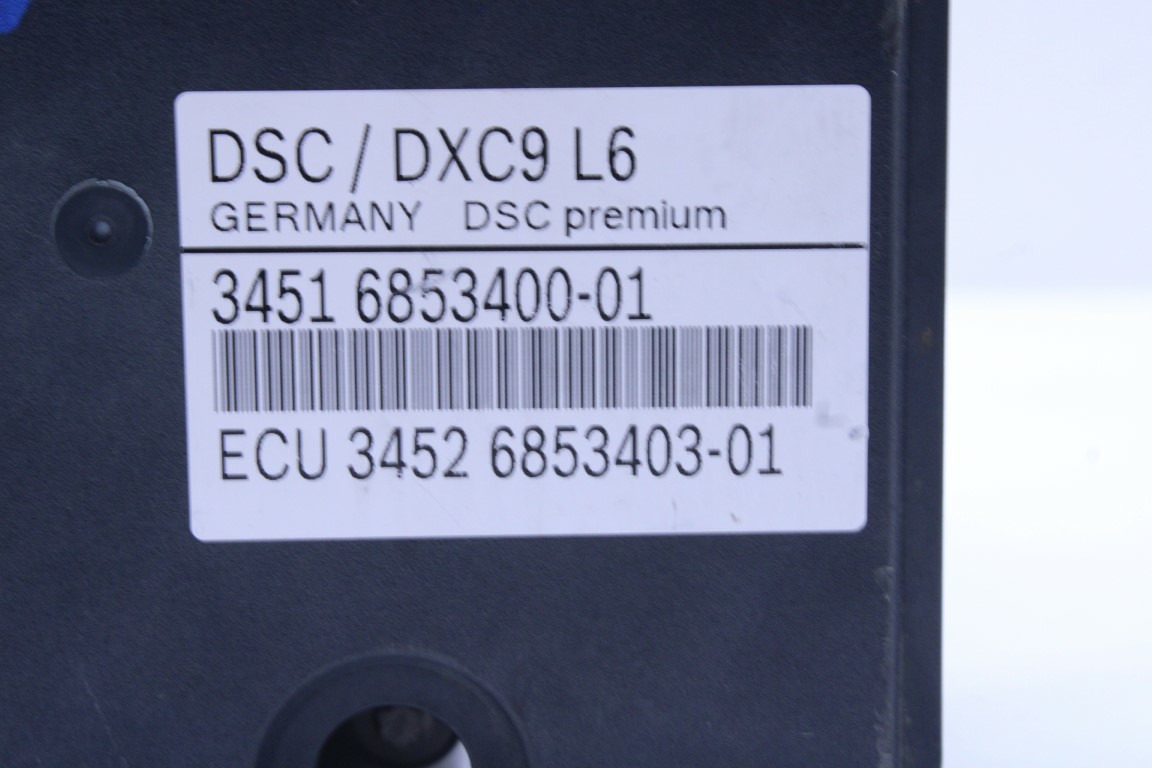 DSC / DXC9 L6
GERMANY DSC premium
3451 6853400-01
ECU 3452 6853403-01